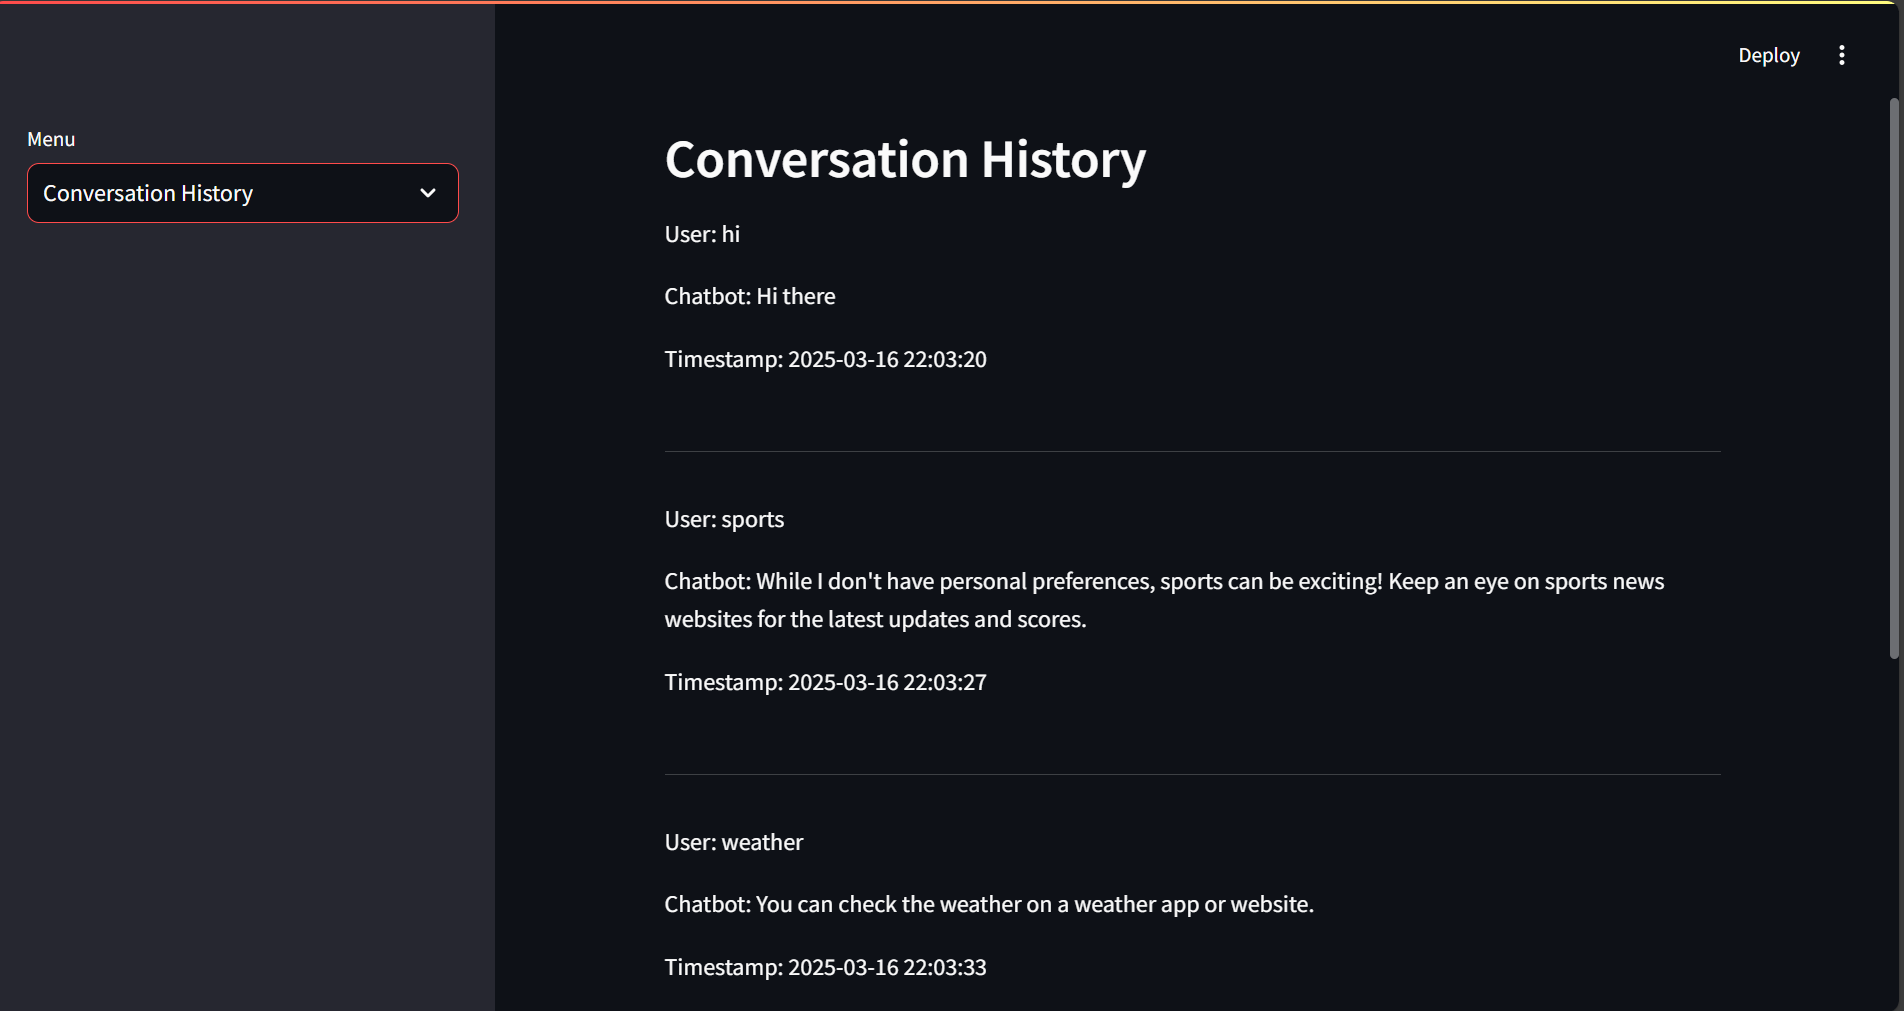 Deploy
Menu
Conversation History
Conversation History
User: hi
Chatbot: Hi there
Timestamp: 2025-03-16 22:03:20
User: sports
Chatbot: While I don't have personal preferences, sports can be exciting! Keep an eye on sports news
websites for the latest updates and scores.
Timestamp: 2025-03-16 22:03:27
User: weather
Chatbot: You can check the weather on a weather app or website.
Timestamp: 2025-03-16 22:03:33